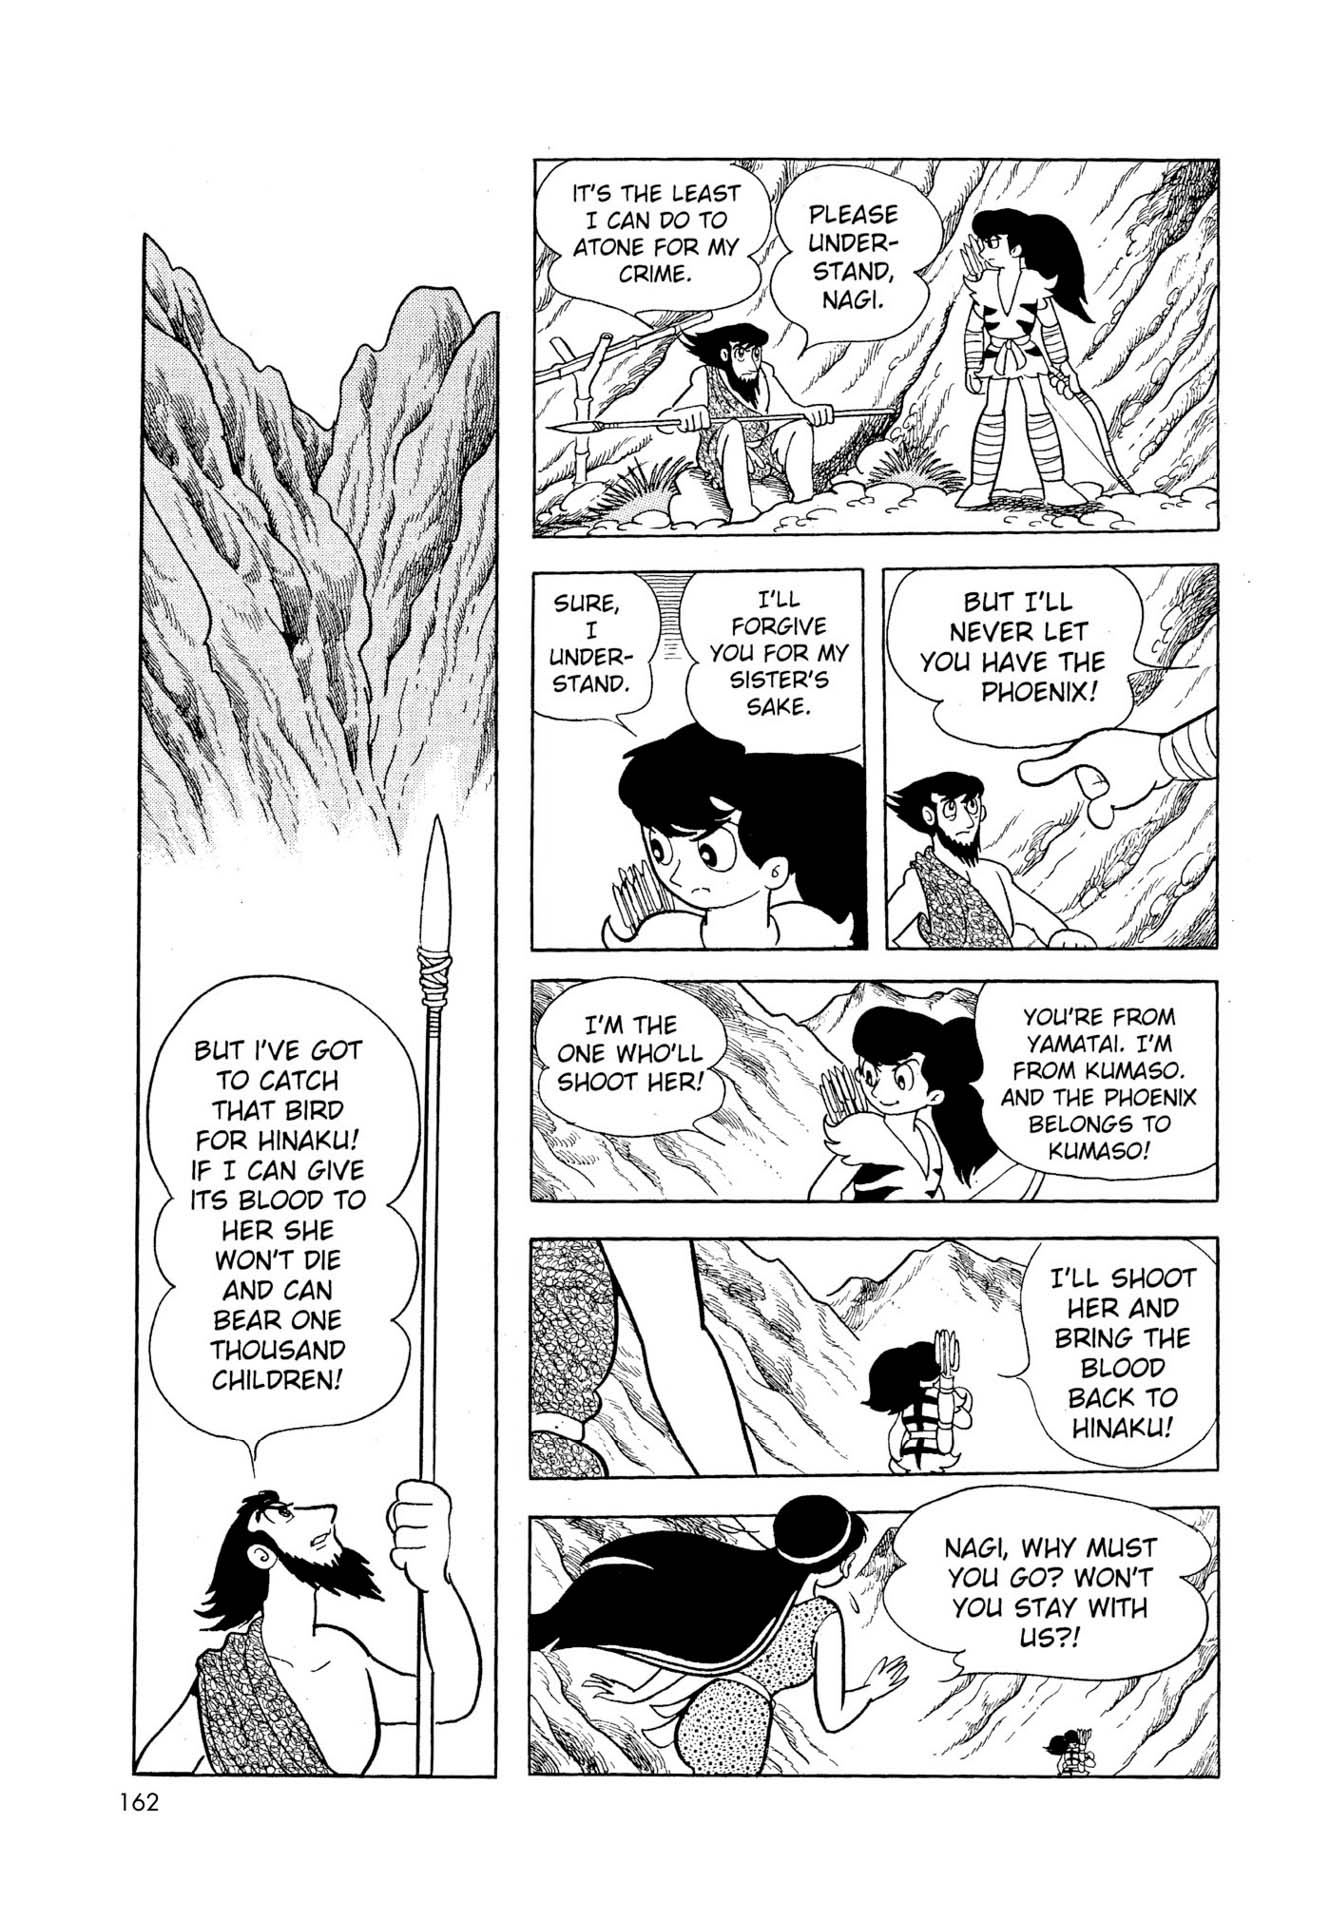 BUT I'VE GOT
TO CATCH
THAT BIRD
FOR HINAKU!
IF I CAN GIVE
ITS BLOOD TO
HER SHE
WON'T DIE
AND CAN
BEAR ONE
THOUSAND
CHILDREN!
IT'S THE LEAST
I CAN DO TO
ATONE FOR MY
CRIME.
PLEASE
UNDER-
STAND,
NAGI.
SURE,
I
UNDER-
STAND.
I'LL
FORGIVE
YOU FOR MY
SISTER'S
SAKE.
BUT I'LL
NEVER LET
YOU HAVE THE
PHOENIX!
I'M THE
ONE WHO'LL
SHOOT HER!
YOU'RE FROM
YAMATAI. I'M
FROM KUMASO.
AND THE PHOENIX
BELONGS TO
KUMASO!
I'LL SHOOT
HER AND
BRING THE
BLOOD
BACK TO
HINAKU!
NAGI, WHY MUST
YOU GO? WON'T
YOU STAY WITH
US?!
162